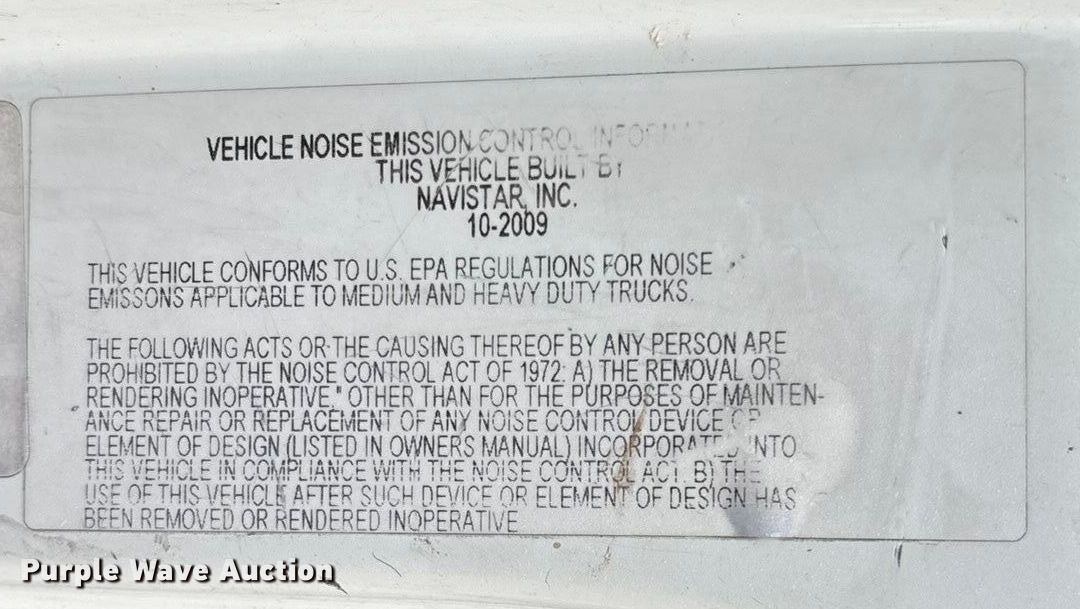 VEHICLE NOISE EMISSION CONTROL
THIS VEHICLE BUILT BY
NAVISTAR, INC.
10-2009
THIS VEHICLE CONFORMS TO U.S. EPA REGULATIONS FOR NOISE
EMISSONS APPLICABLE TO MEDIUM AND HEAVY DUTY TRUCKS.
THE FOLLOWING ACTS OR THE CAUSING THEREOF BY ANY PERSON ARE
PROHIBITED BY THE NOISE CONTROL ACT OF 1972: A) THE REMOVAL OR
RENDERING INOPERATIVE," OTHER THAN FOR THE PURPOSES OF MAINTEN-
ANCE REPAIR OR REPLACEMENT OF ANY NOISE CONTROL DEVICE OR
ELEMENT OF DESIGN (LISTED IN OWNERS MANUAL) INCORPORATED INTO
THIS VEHICLE IN COMPLIANCE WITH THE NOISE CONTROL ACT. B) THE
USE OF THIS VEHICLE AFTER SUCH DEVICE OR ELEMENT OF DESIGN HAS
BEEN REMOVED OR RENDERED INOPERATIVE
Purple Wave Auction